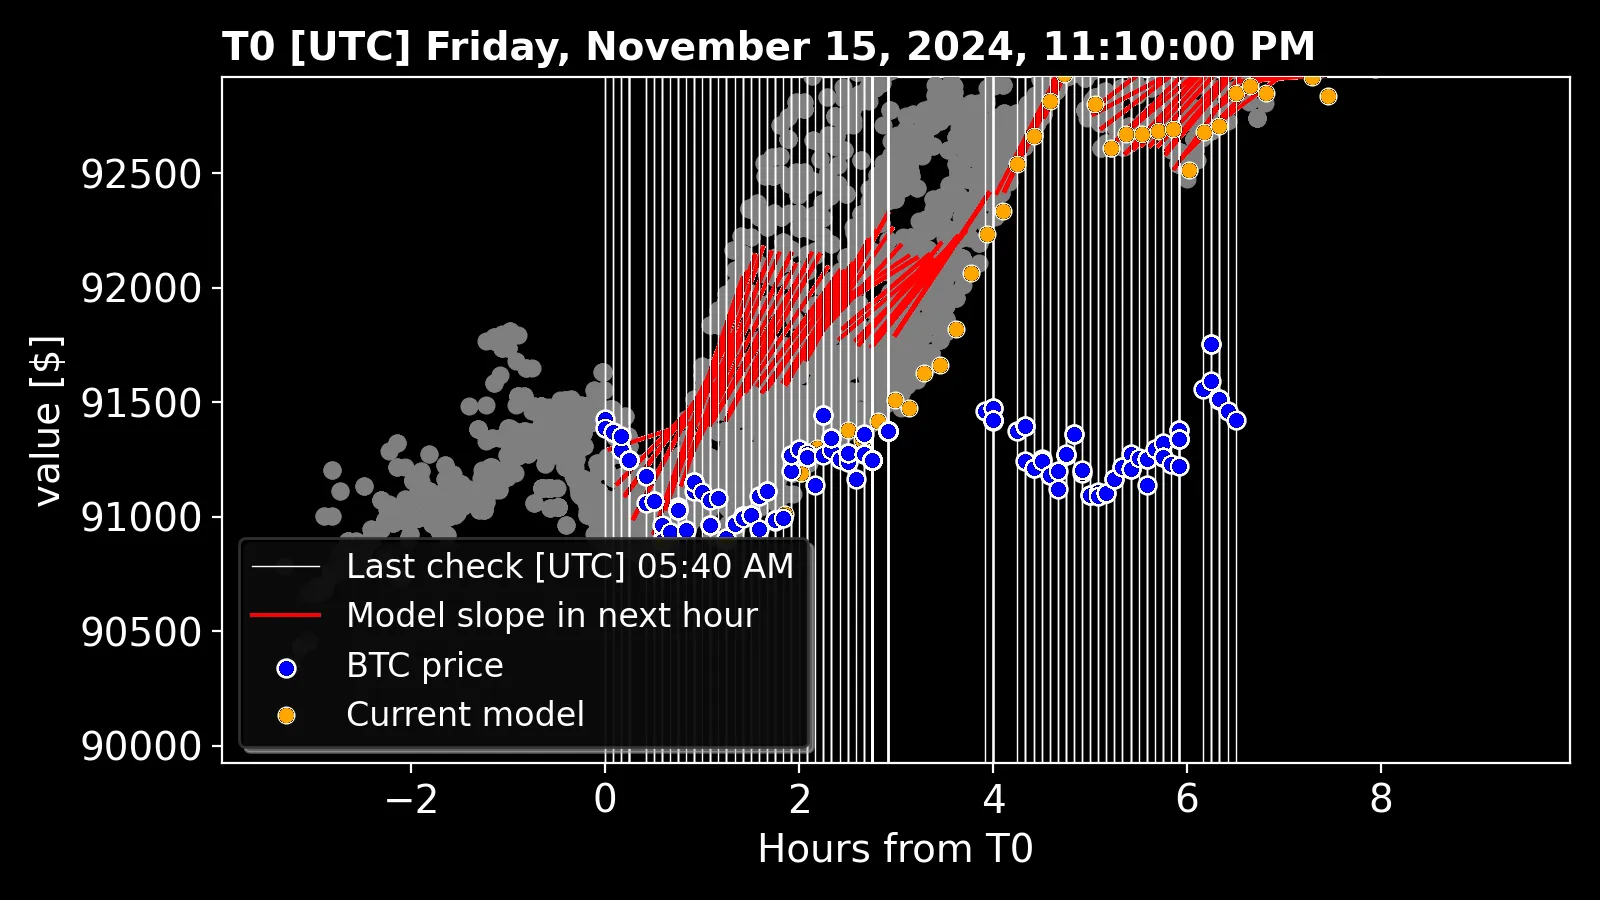 T0 [UTC] Friday, November 15, 2024, 11:10:00 PM
value [$]
92500
92000
91500
91000
90500
90000
Last check [UTC] 05:40 AM
Model slope in next hour
BTC price
Current model
−2 0 2 4 6 8
Hours from T0